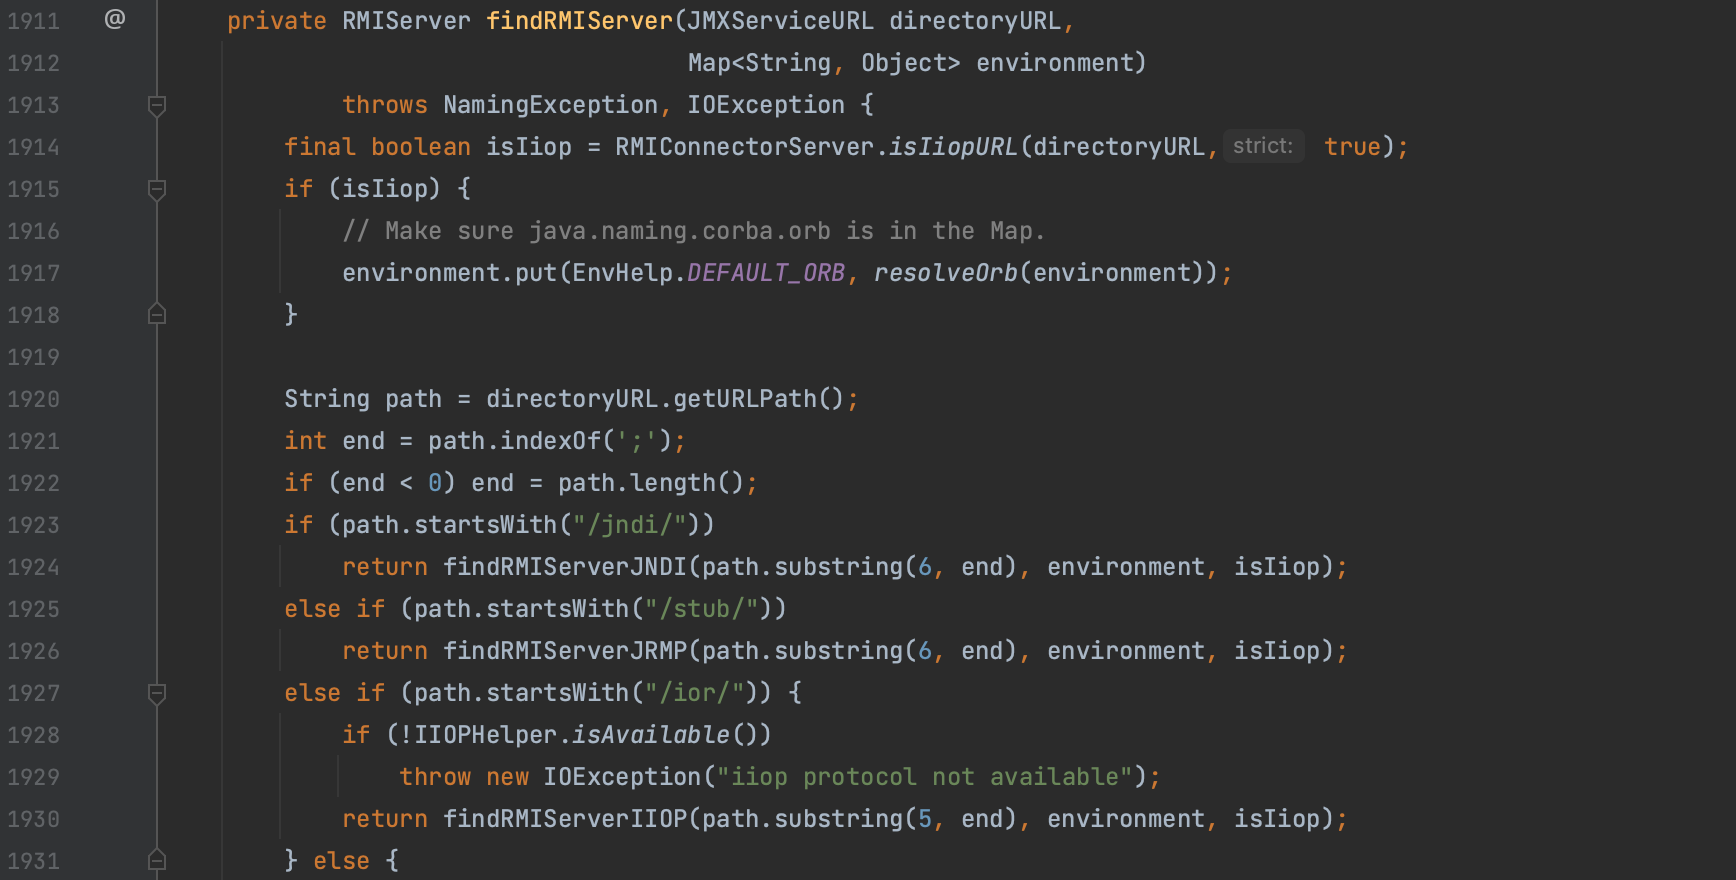 1911 @ private RMIServer findRMIServer(JMXServiceURL directoryURL,
1912 Map<String, Object> environment)
1913 throws NamingException, IOException {
1914 final boolean isIiop = RMIConnectorServer.isIiopURL(directoryURL, strict: true);
1915 if (isIiop) {
1916 // Make sure java.naming.corba.orb is in the Map.
1917 environment.put(EnvHelp.DEFAULT_ORB, resolveOrb(environment));
1918 }
1919
1920 String path = directoryURL.getURLPath();
1921 int end = path.indexOf(';');
1922 if (end < 0) end = path.length();
1923 if (path.startsWith("/jndi/"))
1924 return findRMIServerJNDI(path.substring(6, end), environment, isIiop);
1925 else if (path.startsWith("/stub/"))
1926 return findRMIServerJRMP(path.substring(6, end), environment, isIiop);
1927 else if (path.startsWith("/ior/")) {
1928 if (!IIOPHelper.isAvailable())
1929 throw new IOException("iiop protocol not available");
1930 return findRMIServerIIOP(path.substring(5, end), environment, isIiop);
1931 } else {